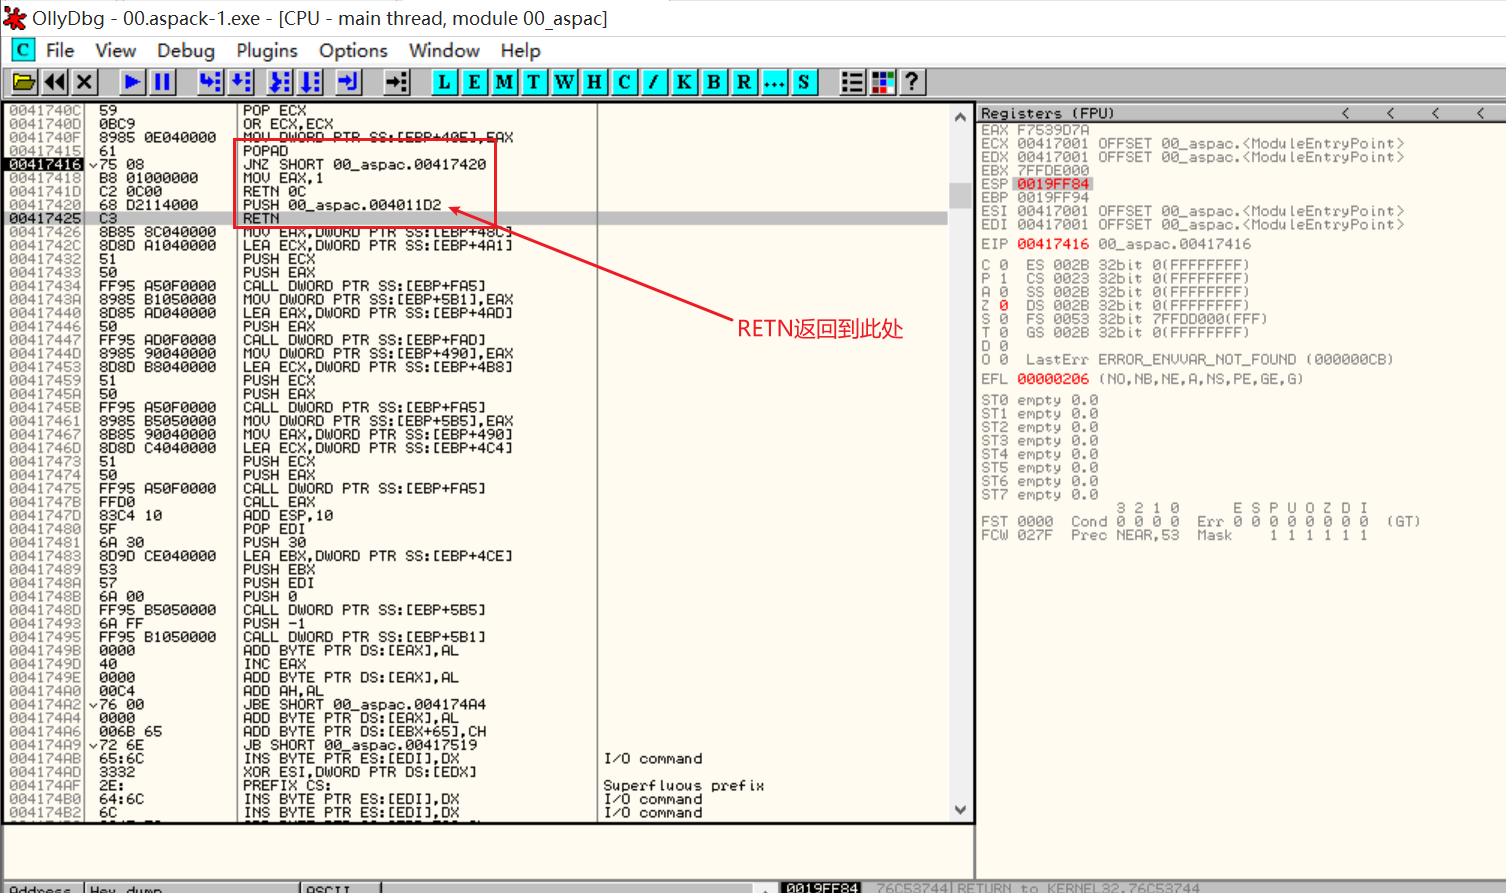 OllyDbg - 00.aspack-1.exe - [CPU - main thread, module 00_aspac]
C File View Debug Plugins Options Window Help
L E M T W H C / K B R ... S ?
0041740C 59 POP ECX
0041740D 0BC9 OR ECX,ECX
0041740F 8985 0E040000 MOV DWORD PTR SS:[EBP+40E],EAX
00417415 61 POPAD
00417416 75 08 JNZ SHORT 00_aspac.00417420
00417418 B8 01000000 MOV EAX,1
0041741D C2 0C00 RETN 0C
00417420 68 D2114000 PUSH 00_aspac.004011D2
00417425 C3 RETN
00417426 8B85 8C040000 MOV EAX,DWORD PTR SS:[EBP+48C]
0041742C 8D8D A1040000 LEA ECX,DWORD PTR SS:[EBP+4A1]
00417432 51 PUSH ECX
00417433 50 PUSH EAX
00417434 FF95 A50F0000 CALL DWORD PTR SS:[EBP+FA5]
0041743A 8985 B1050000 MOV DWORD PTR SS:[EBP+5B1],EAX
00417440 8D85 AD040000 LEA EAX,DWORD PTR SS:[EBP+4AD]
00417446 50 PUSH EAX
00417447 FF95 AD0F0000 CALL DWORD PTR SS:[EBP+FAD]
0041744D 8985 90040000 MOV DWORD PTR SS:[EBP+490],EAX
00417453 8D8D B8040000 LEA ECX,DWORD PTR SS:[EBP+4B8]
00417459 51 PUSH ECX
0041745A 50 PUSH EAX
0041745B FF95 A50F0000 CALL DWORD PTR SS:[EBP+FA5]
00417461 8985 B5050000 MOV DWORD PTR SS:[EBP+5B5],EAX
00417467 8B85 90040000 MOV EAX,DWORD PTR SS:[EBP+490]
0041746D 8D8D C4040000 LEA ECX,DWORD PTR SS:[EBP+4C4]
00417473 51 PUSH ECX
00417474 50 PUSH EAX
00417475 FF95 A50F0000 CALL DWORD PTR SS:[EBP+FA5]
0041747B FFD0 CALL EAX
0041747D 83C4 10 ADD ESP,10
00417480 5F POP EDI
00417481 6A 30 PUSH 30
00417483 8D9D CE040000 LEA EBX,DWORD PTR SS:[EBP+4CE]
00417489 53 PUSH EBX
0041748A 57 PUSH EDI
0041748B 6A 00 PUSH 0
0041748D FF95 B5050000 CALL DWORD PTR SS:[EBP+5B5]
00417493 6A FF PUSH -1
00417495 FF95 B1050000 CALL DWORD PTR SS:[EBP+5B1]
0041749B 0000 ADD BYTE PTR DS:[EAX],AL
0041749D 40 INC EAX
0041749E 0000 ADD BYTE PTR DS:[EAX],AL
004174A0 00C4 ADD AH,AL
004174A2 76 00 JBE SHORT 00_aspac.004174A4
004174A4 0000 ADD BYTE PTR DS:[EAX],AL
004174A6 006B 65 ADD BYTE PTR DS:[EBX+65],CH
004174A9 72 6E JB SHORT 00_aspac.00417519
004174AB 65:6C INS BYTE PTR ES:[EDI],DX I/O command
004174AD 3332 XOR ESI,DWORD PTR DS:[EDX]
004174AF 2E: PREFIX CS: Superfluous prefix
004174B0 64:6C INS BYTE PTR ES:[EDI],DX I/O command
004174B2 6C INS BYTE PTR ES:[EDI],DX I/O command
RETN返回到此处
Registers (FPU) < < < <
EAX F7539D7A
ECX 00417001 OFFSET 00_aspac.<ModuleEntryPoint>
EDX 00417001 OFFSET 00_aspac.<ModuleEntryPoint>
EBX 7FFDE000
ESP 0019FF84
EBP 0019FF94
ESI 00417001 OFFSET 00_aspac.<ModuleEntryPoint>
EDI 00417001 OFFSET 00_aspac.<ModuleEntryPoint>
EIP 00417416 00_aspac.00417416
C 0 ES 002B 32bit 0(FFFFFFFF)
P 1 CS 0023 32bit 0(FFFFFFFF)
A 0 SS 002B 32bit 0(FFFFFFFF)
Z 0 DS 002B 32bit 0(FFFFFFFF)
S 0 FS 0053 32bit 7FFDD000(FFF)
T 0 GS 002B 32bit 0(FFFFFFFF)
D 0
O 0 LastErr ERROR_ENVVAR_NOT_FOUND (000000CB)
EFL 00000206 (NO,NB,NE,A,NS,PE,GE,G)
ST0 empty 0.0
ST1 empty 0.0
ST2 empty 0.0
ST3 empty 0.0
ST4 empty 0.0
ST5 empty 0.0
ST6 empty 0.0
ST7 empty 0.0
3 2 1 0 E S P U O Z D I
FST 0000 Cond 0 0 0 0 Err 0 0 0 0 0 0 0 0 (GT)
FCW 027F Prec NEAR,53 Mask 1 1 1 1 1 1
Address Hex dump ASCII
0019FF84 76C53744 RETURN to KERNEL32.76C53744